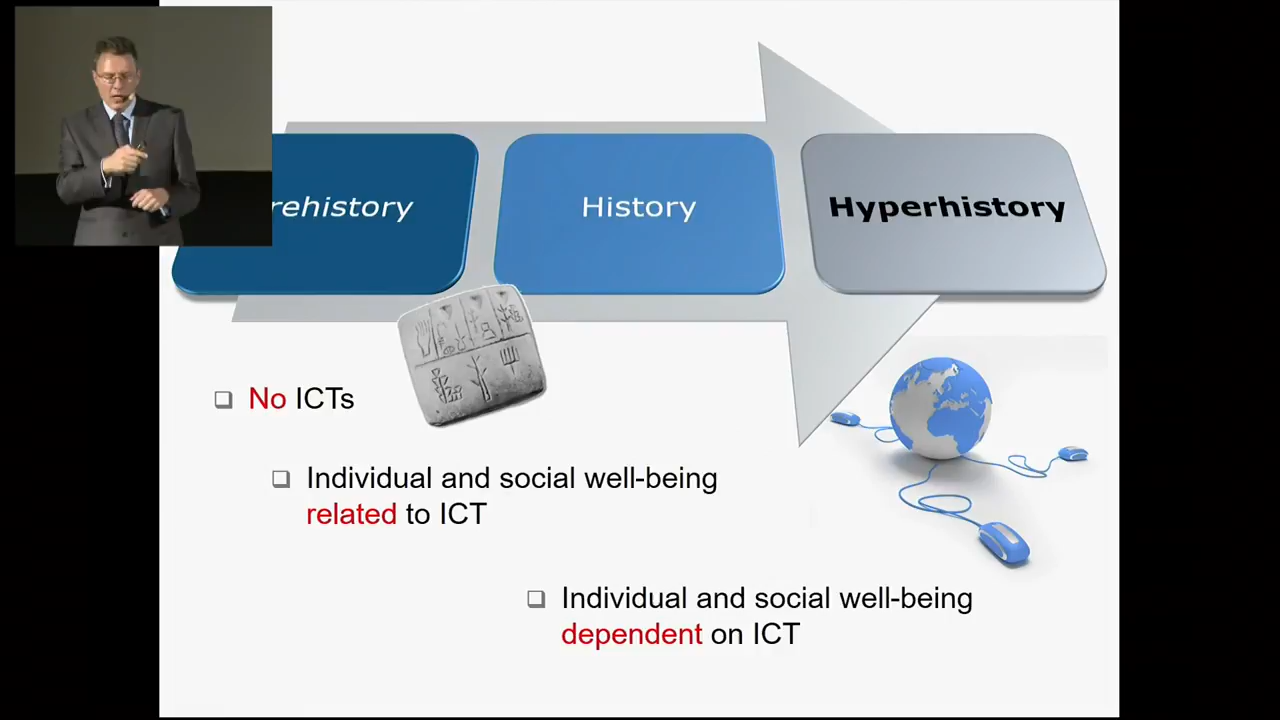 rehistory
History
Hyperhistory
No ICTs
Individual and social well-being
related to ICT
Individual and social well-being
dependent on ICT